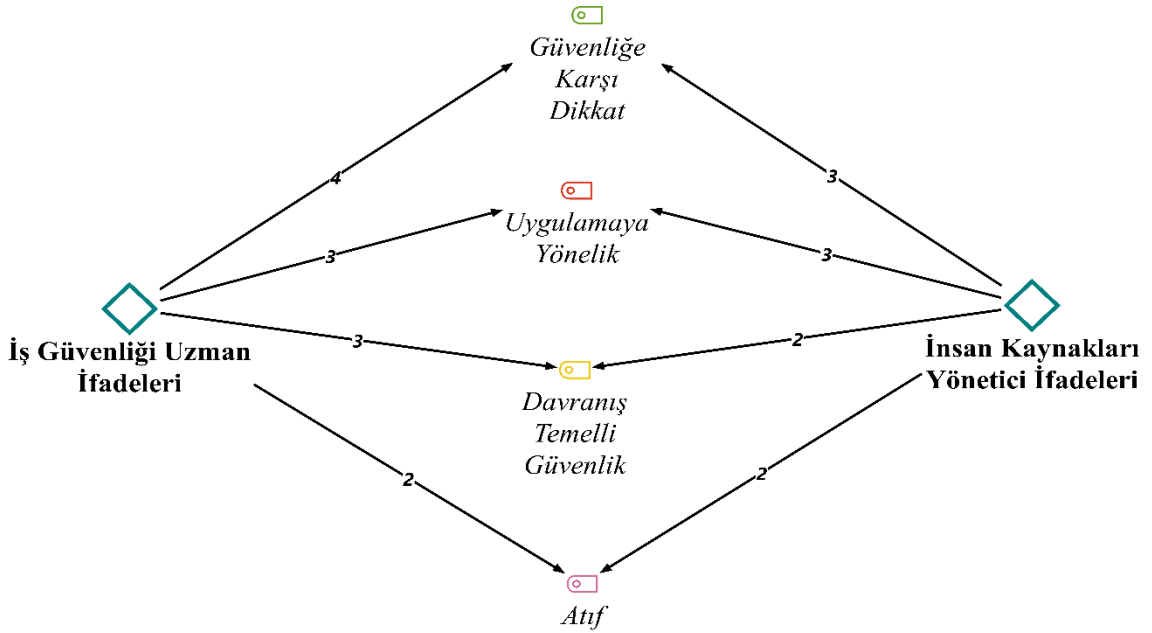 Güvenliğe
Karşı
Dikkat
4
3
Uygulamaya
Yönelik
3
3
İş Güvenliği Uzman
İfadeleri
İnsan Kaynakları
Yönetici İfadeleri
3
2
Davranış
Temelli
Güvenlik
2
2
Atıf